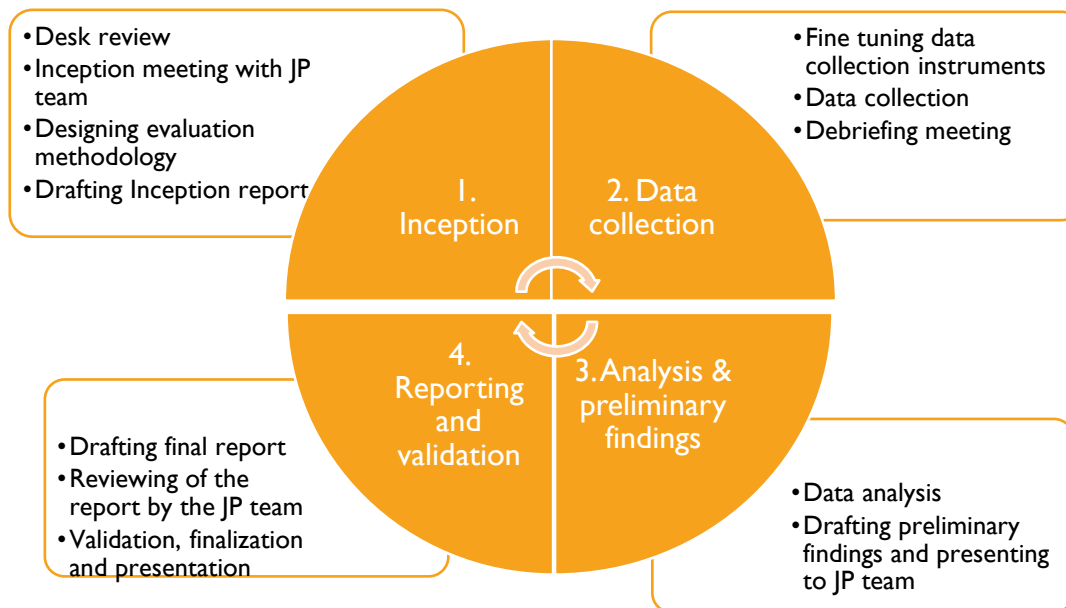 •Desk review
•Inception meeting with JP
team
•Designing evaluation
methodology
•Drafting Inception report
•Fine tuning data
collection instruments
•Data collection
•Debriefing meeting
1.
Inception
2. Data
collection
4.
Reporting
and
validation
3. Analysis &
preliminary
findings
•Drafting final report
•Reviewing of the
report by the JP team
•Validation, finalization
and presentation
•Data analysis
•Drafting preliminary
findings and presenting
to JP team